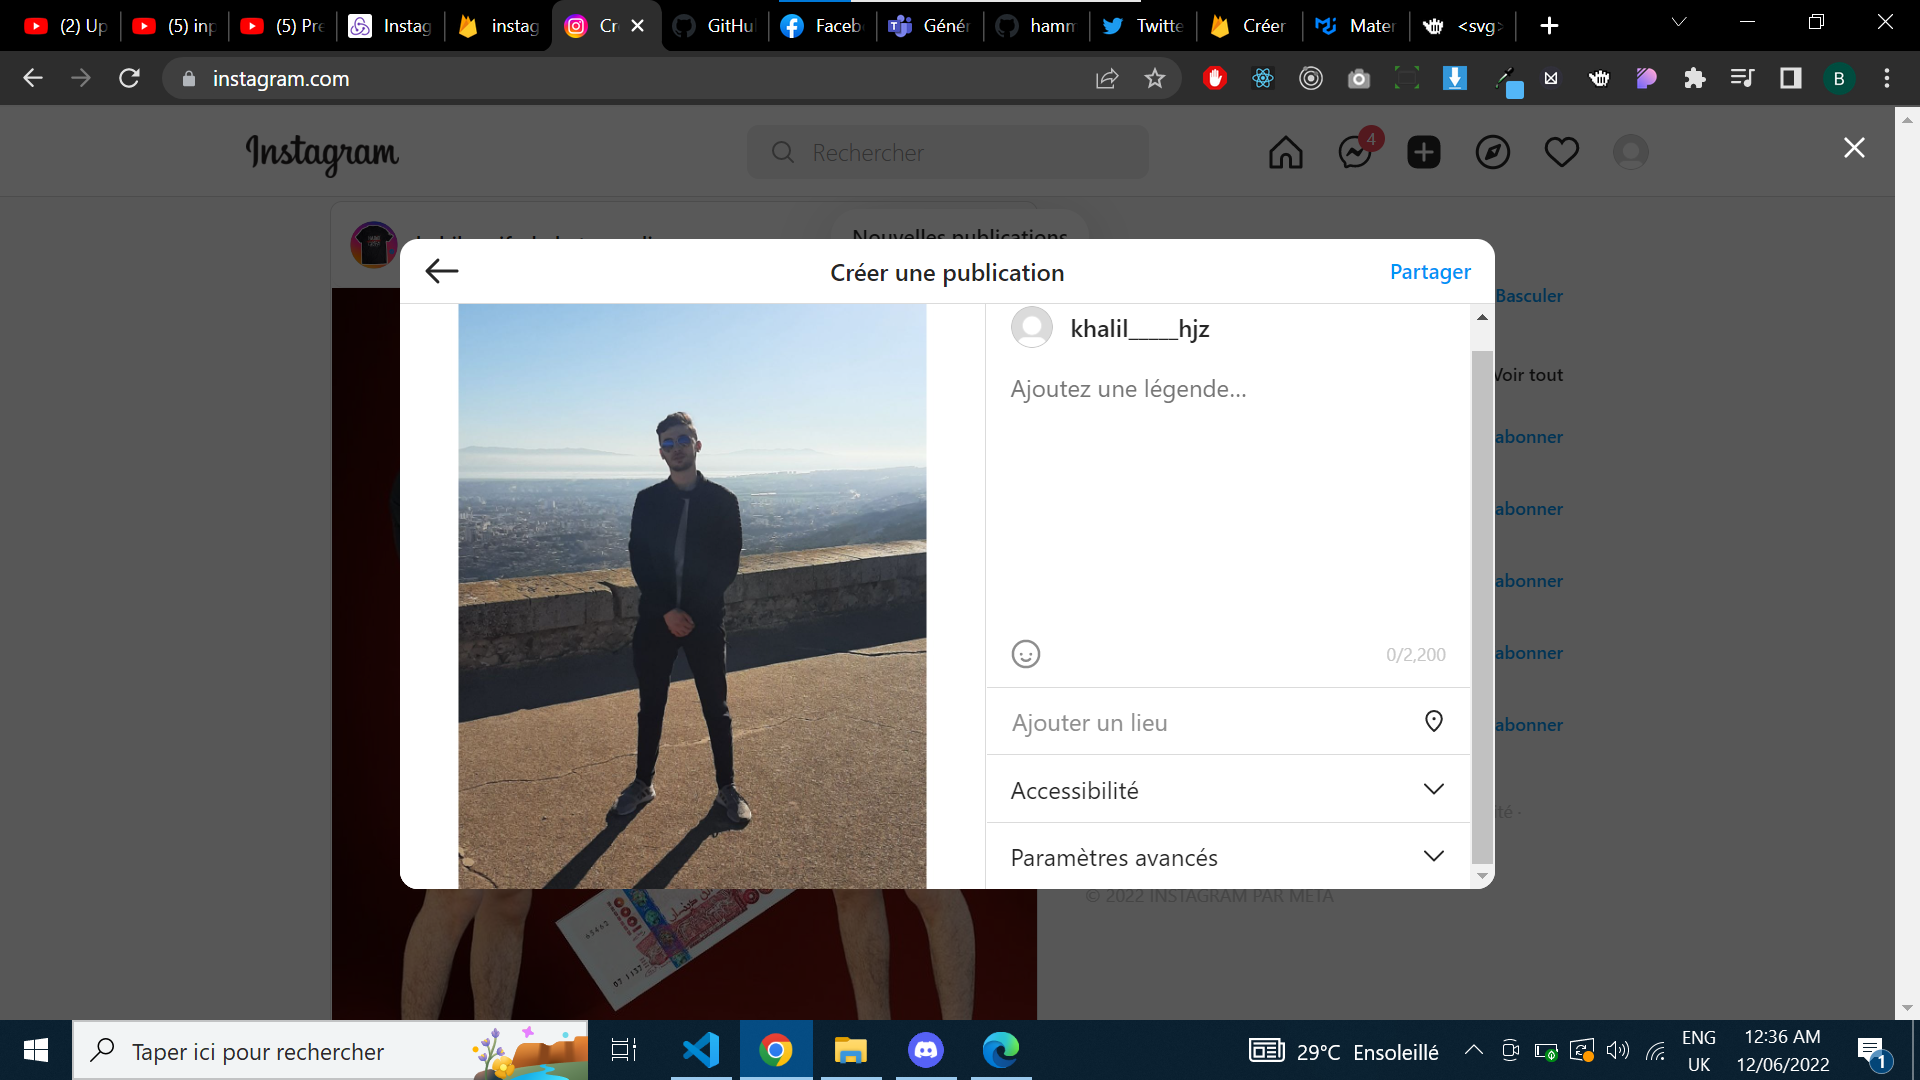 (2) Up
(5) inp
(5) Pre
Instag
instag
Cr
GitHu
Faceb
Génér
hamm
Twitte
Créer
Mater
<svg>
instagram.com
B
Instagram
Rechercher
4
Nouvelles publications
Créer une publication
Partager
Basculer
khalil_____hjz
Voir tout
Ajoutez une légende...
abonner
abonner
abonner
abonner
abonner
0/2,200
Ajouter un lieu
Accessibilité
ité ·
Paramètres avancés
© 2022 INSTAGRAM PAR META
Taper ici pour rechercher
29°C Ensoleillé
ENG
UK
12:36 AM
12/06/2022
1